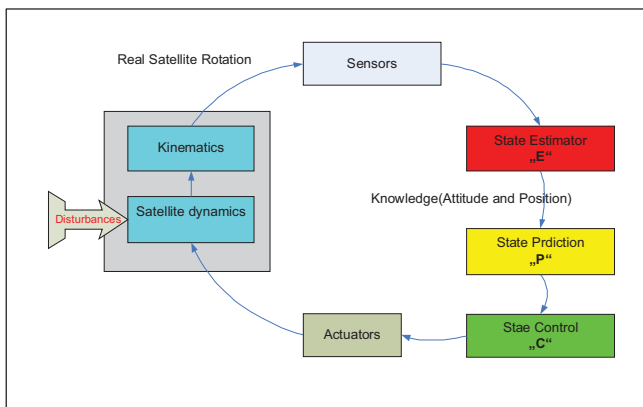 Real Satellite Rotation
Sensors
Kinematics
State Estimator
„E“
Knowledge(Attitude and Position)
Satellite dynamics
Disturbances
State Prdiction
„P“
Stae Control
„C“
Actuators